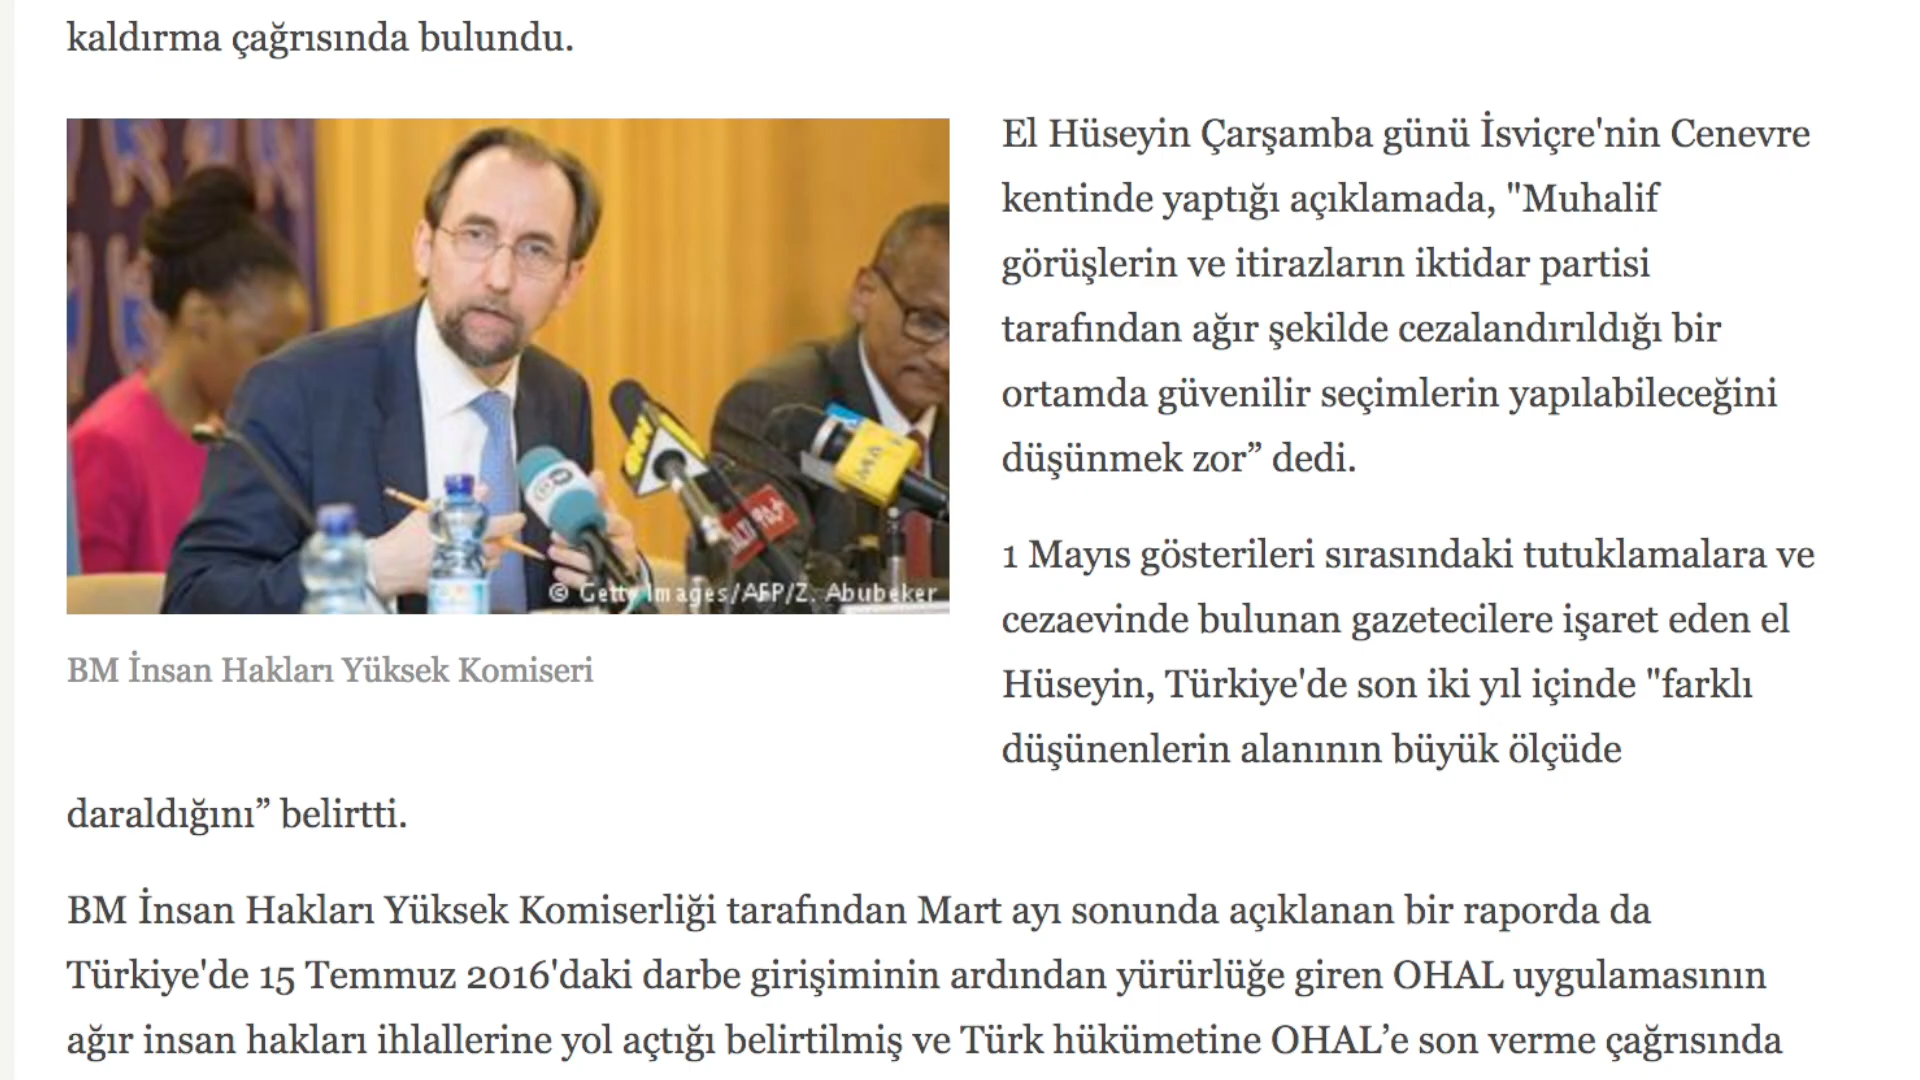 kaldırma çağrısında bulundu.
© Getty Images/AFP/Z. Abubeker
BM İnsan Hakları Yüksek Komiseri
El Hüseyin Çarşamba günü İsviçre'nin Cenevre
kentinde yaptığı açıklamada, "Muhalif
görüşlerin ve itirazların iktidar partisi
tarafından ağır şekilde cezalandırıldığı bir
ortamda güvenilir seçimlerin yapılabileceğini
düşünmek zor” dedi.
1 Mayıs gösterileri sırasındaki tutuklamalara ve
cezaevinde bulunan gazetecilere işaret eden el
Hüseyin, Türkiye'de son iki yıl içinde "farklı
düşünenlerin alanının büyük ölçüde
daraldığını” belirtti.
BM İnsan Hakları Yüksek Komiserliği tarafından Mart ayı sonunda açıklanan bir raporda da
Türkiye'de 15 Temmuz 2016'daki darbe girişiminin ardından yürürlüğe giren OHAL uygulamasının
ağır insan hakları ihlallerine yol açtığı belirtilmiş ve Türk hükümetine OHAL’e son verme çağrısında